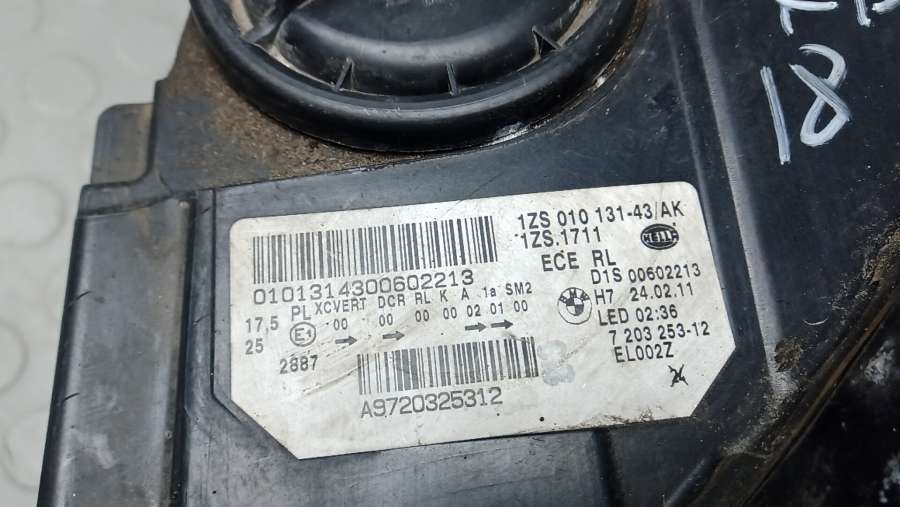 18
1ZS 010 131-43/AK
1ZS.1711
HELLA
ECE RL
0101314300602213
D1S 00602213
17,5 PL XCVERT DCR RL K A 1a SM2
H7 24.02.11
25 E1 00 00 00 00 02 01 00
LED 02:36
2887
7 203 253-12
EL002Z
A9720325312